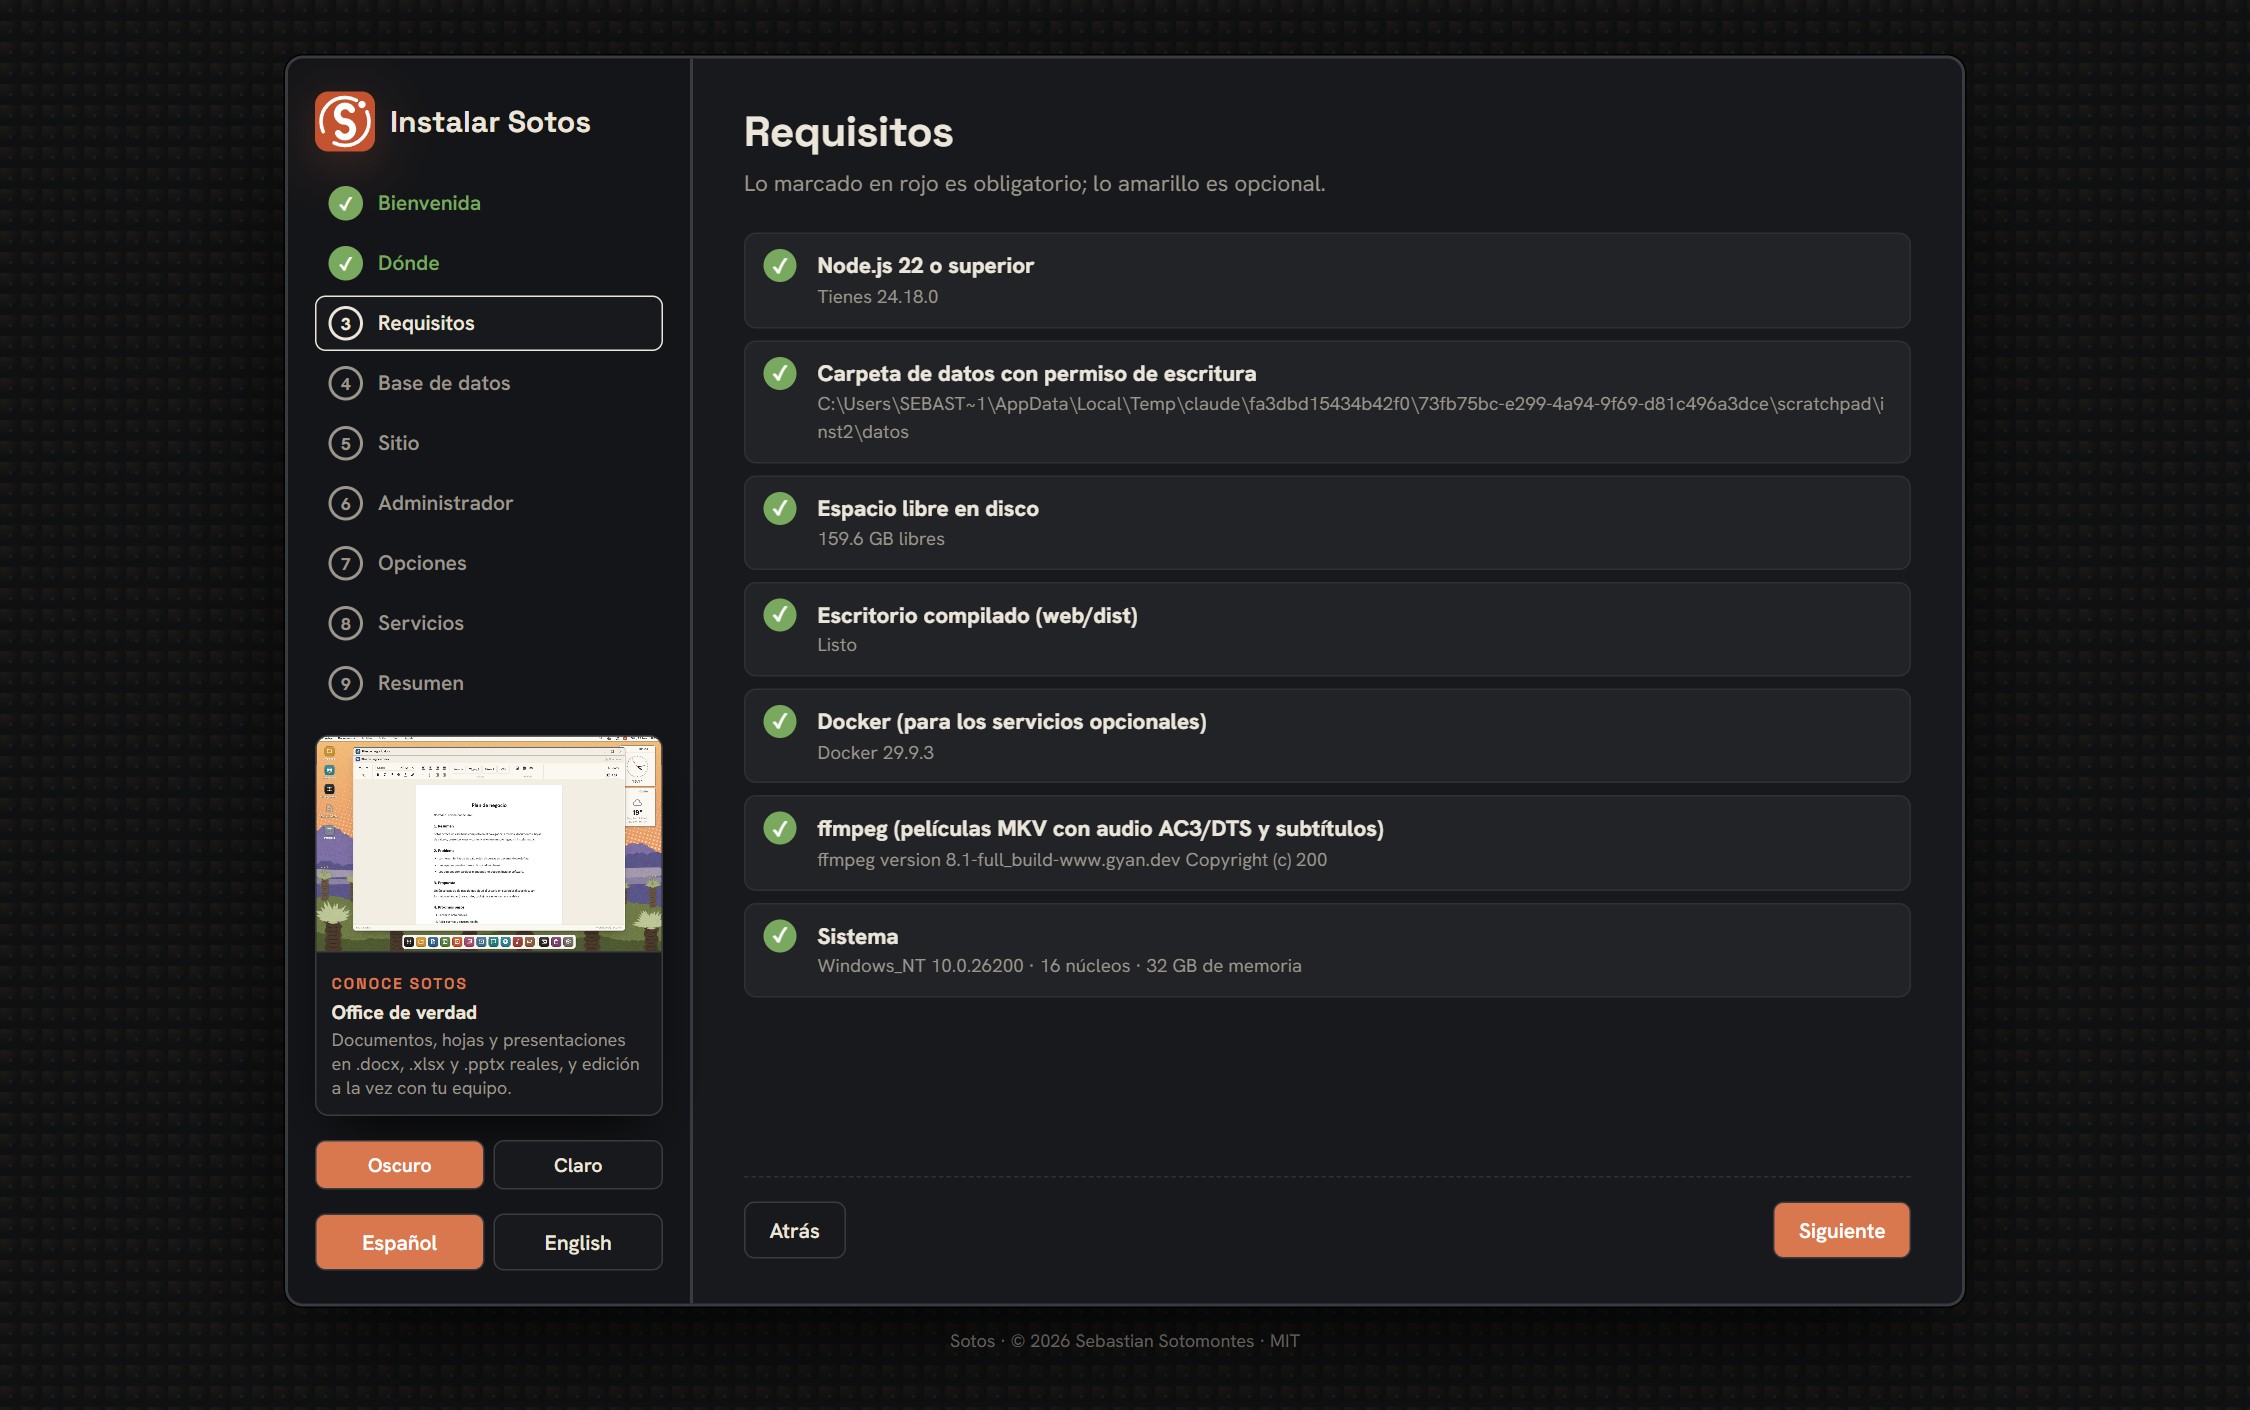 Instalar Sotos
Bienvenida
Dónde
3 Requisitos
4 Base de datos
5 Sitio
6 Administrador
7 Opciones
8 Servicios
9 Resumen
Plan de negocio
19°
CONOCE SOTOS
Office de verdad
Documentos, hojas y presentaciones
en .docx, .xlsx y .pptx reales, y edición
a la vez con tu equipo.
Oscuro
Claro
Español
English
Requisitos
Lo marcado en rojo es obligatorio; lo amarillo es opcional.
Node.js 22 o superior
Tienes 24.18.0
Carpeta de datos con permiso de escritura
C:\Users\SEBAST~1\AppData\Local\Temp\claude\fa3dbd15434b42f0\73fb75bc-e299-4a94-9f69-d81c496a3dce\scratchpad\i
nst2\datos
Espacio libre en disco
159.6 GB libres
Escritorio compilado (web/dist)
Listo
Docker (para los servicios opcionales)
Docker 29.9.3
ffmpeg (películas MKV con audio AC3/DTS y subtítulos)
ffmpeg version 8.1-full_build-www.gyan.dev Copyright (c) 200
Sistema
Windows_NT 10.0.26200 · 16 núcleos · 32 GB de memoria
Atrás
Siguiente
Sotos · © 2026 Sebastian Sotomontes · MIT